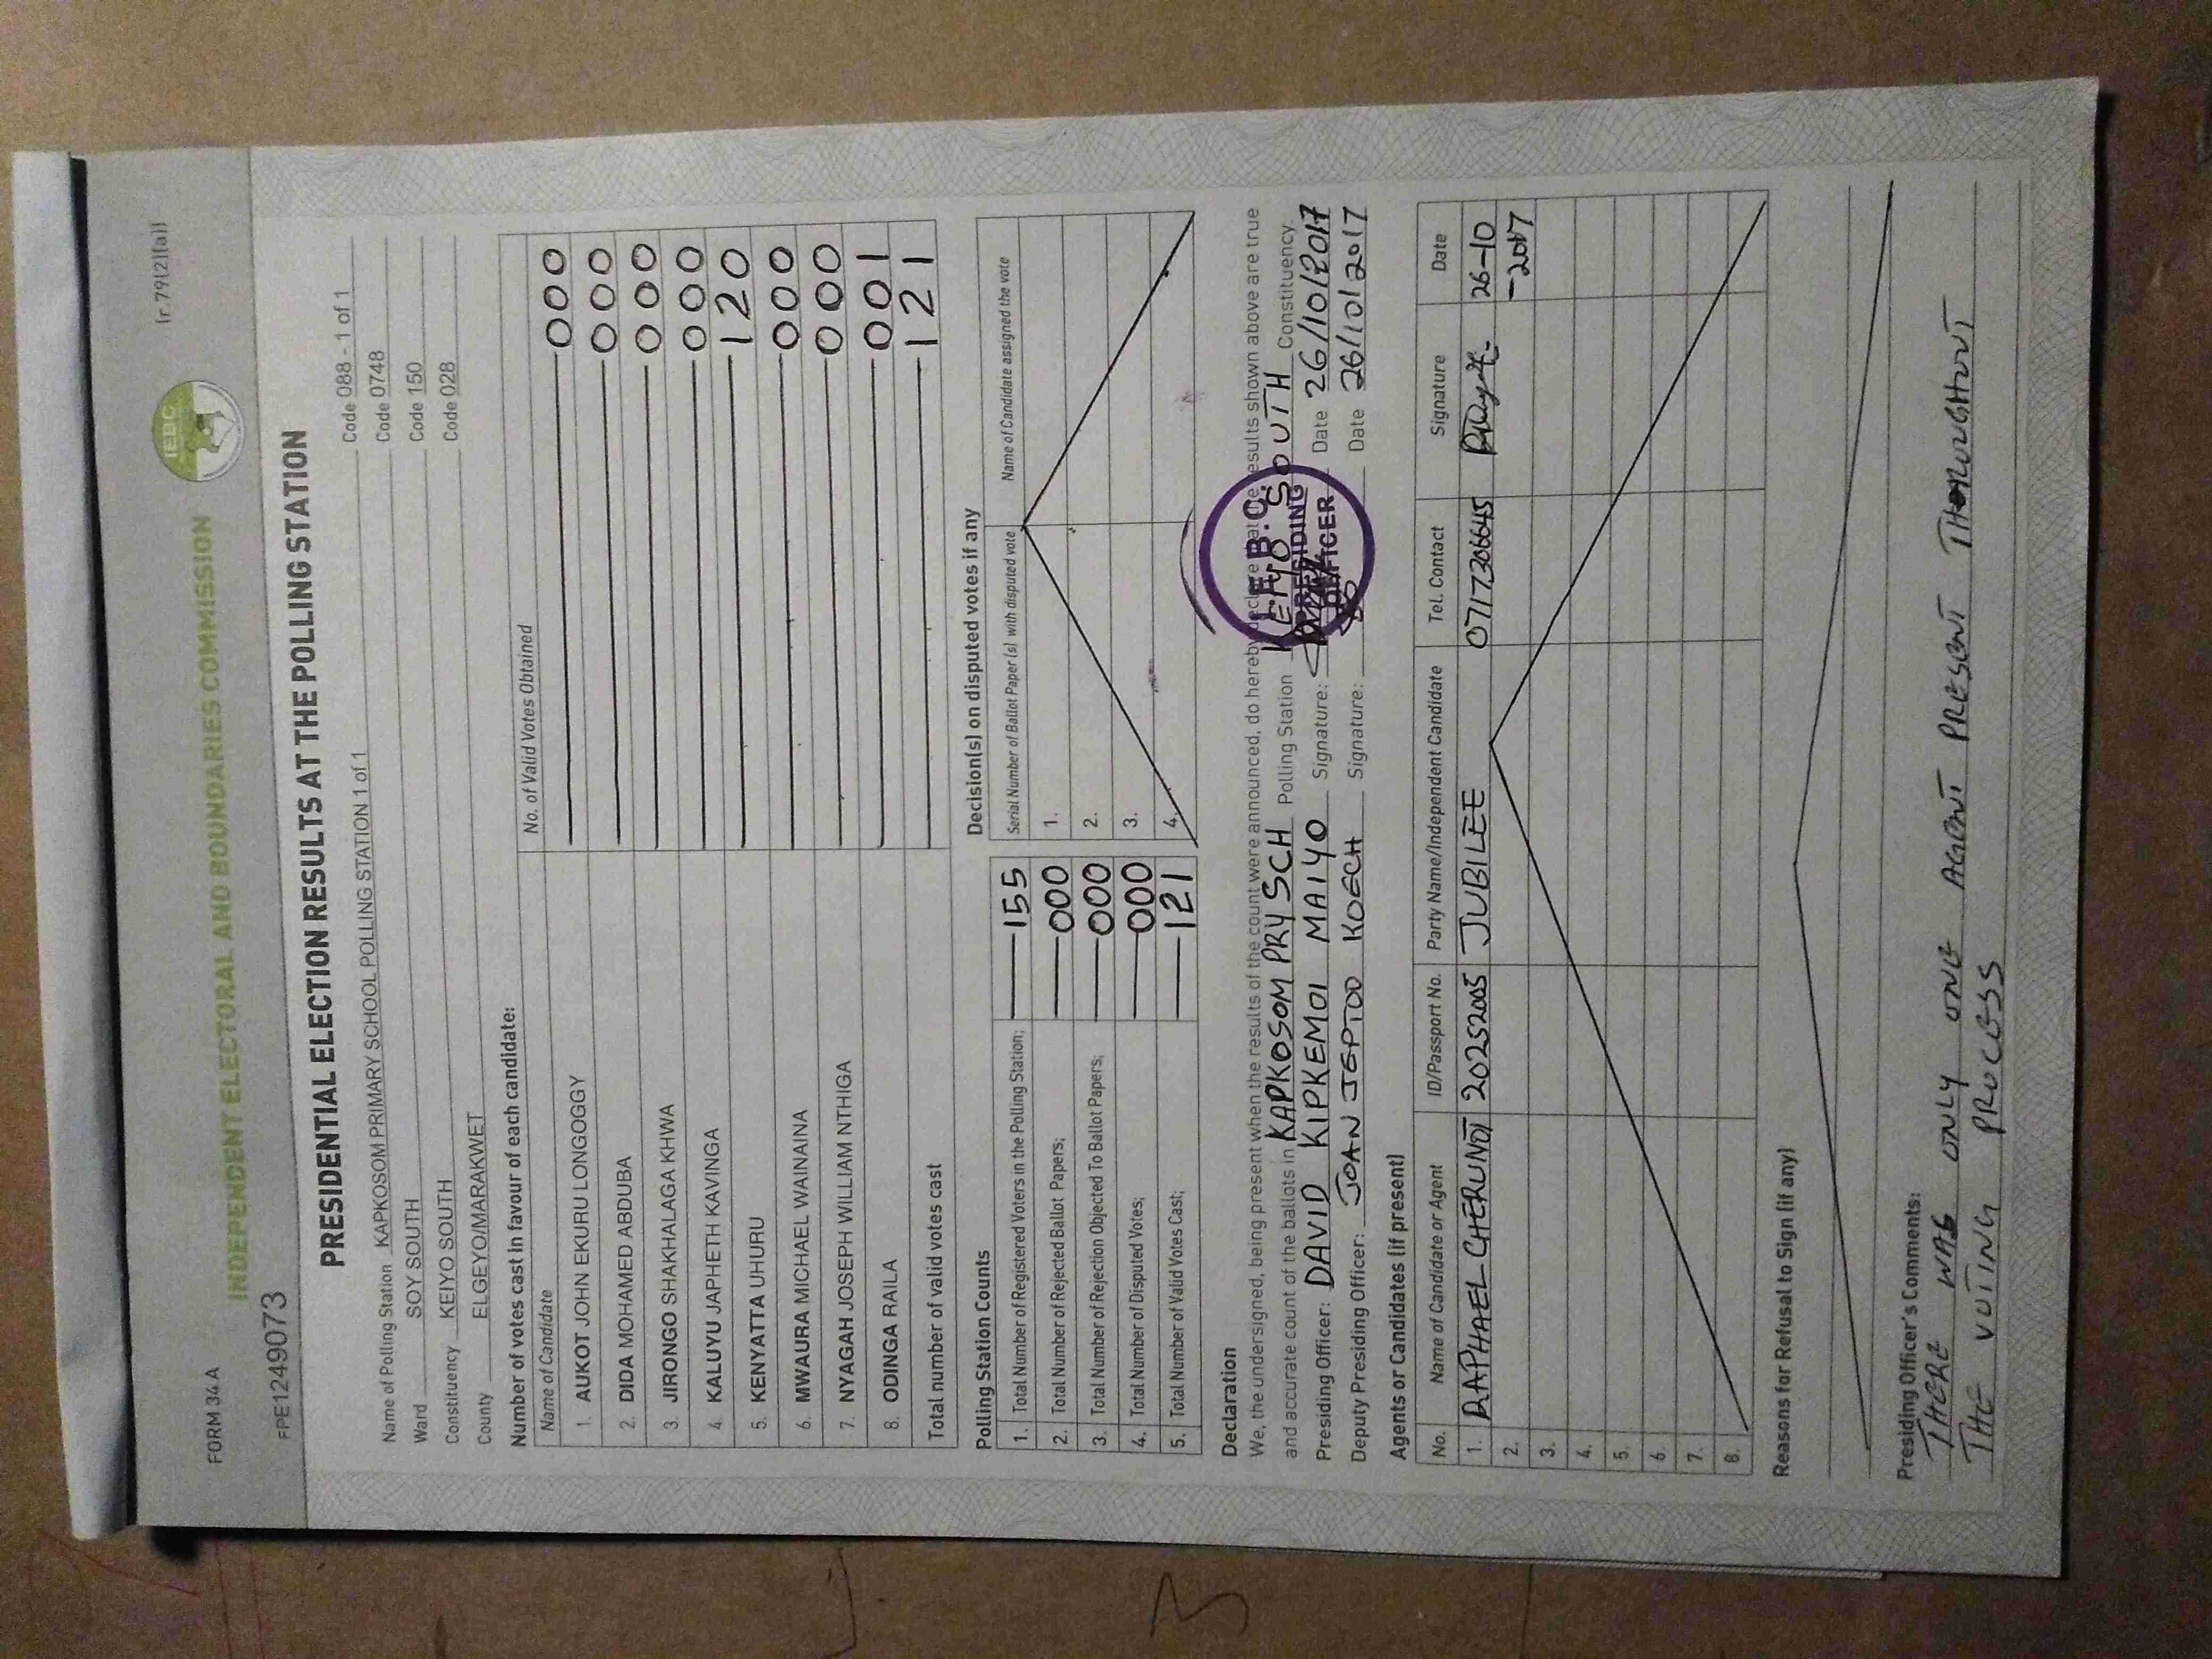 FORM 34 A
(r 79(2)(a))
INDEPENDENT ELECTORAL AND BOUNDARIES COMMISSION
IEBC
FPE1249073
PRESIDENTIAL ELECTION RESULTS AT THE POLLING STATION
Name of Polling Station KAPKOSOM PRIMARY SCHOOL POLLING STATION 1 of 1 Code 088 - 1 of 1
Ward SOY SOUTH Code 0748
Constituency KEIYO SOUTH Code 150
County ELGEYO/MARAKWET Code 028
Number of votes cast in favour of each candidate:
Name of Candidate No. of Valid Votes Obtained
1. AUKOT JOHN EKURU LONGOGGY 000
2. DIDA MOHAMED ABDUBA 000
3. JIRONGO SHAKHALAGA KHWA 000
4. KALUYU JAPHETH KAVINGA 000
5. KENYATTA UHURU 120
6. MWAURA MICHAEL WAINAINA 000
7. NYAGAH JOSEPH WILLIAM NTHIGA 000
8. ODINGA RAILA 001
Total number of valid votes cast 121
Polling Station Counts
1. Total Number of Registered Voters in the Polling Station; 155
2. Total Number of Rejected Ballot Papers; 000
3. Total Number of Rejection Objected To Ballot Papers; 000
4. Total Number of Disputed Votes; 000
5. Total Number of Valid Votes Cast; 121
Decision(s) on disputed votes if any
Serial Number of Ballot Paper (s) with disputed vote Name of Candidate assigned the vote
1.
2.
3.
4.
Declaration
We, the undersigned, being present when the results of the count were announced, do hereby declare that the results shown above are true
and accurate count of the ballots in KAPKOSOM PRY SCH Polling Station KEIYO SOUTH Constituency
Presiding Officer: DAVID KIPKEMOI MAIYO Signature: Date 26/10/2017
Deputy Presiding Officer: JOAN JEPTOO KOECH Signature: Date 26/10/2017
I.E.B.C.
PRESIDING
OFFICER
Agents or Candidates (if present)
No. Name of Candidate or Agent ID/Passport No. Party Name/Independent Candidate Tel. Contact Signature Date
1. RAPHAEL 20252005 JUBILEE 0717306645 26-10
-2017
2.
3.
4.
5.
6.
7.
8.
Reasons for Refusal to Sign (if any)
Presiding Officer's Comments:
THERE WAS ONLY ONE AGENT PRESENT THOROUGHOUT
THE VOTING PROCESS